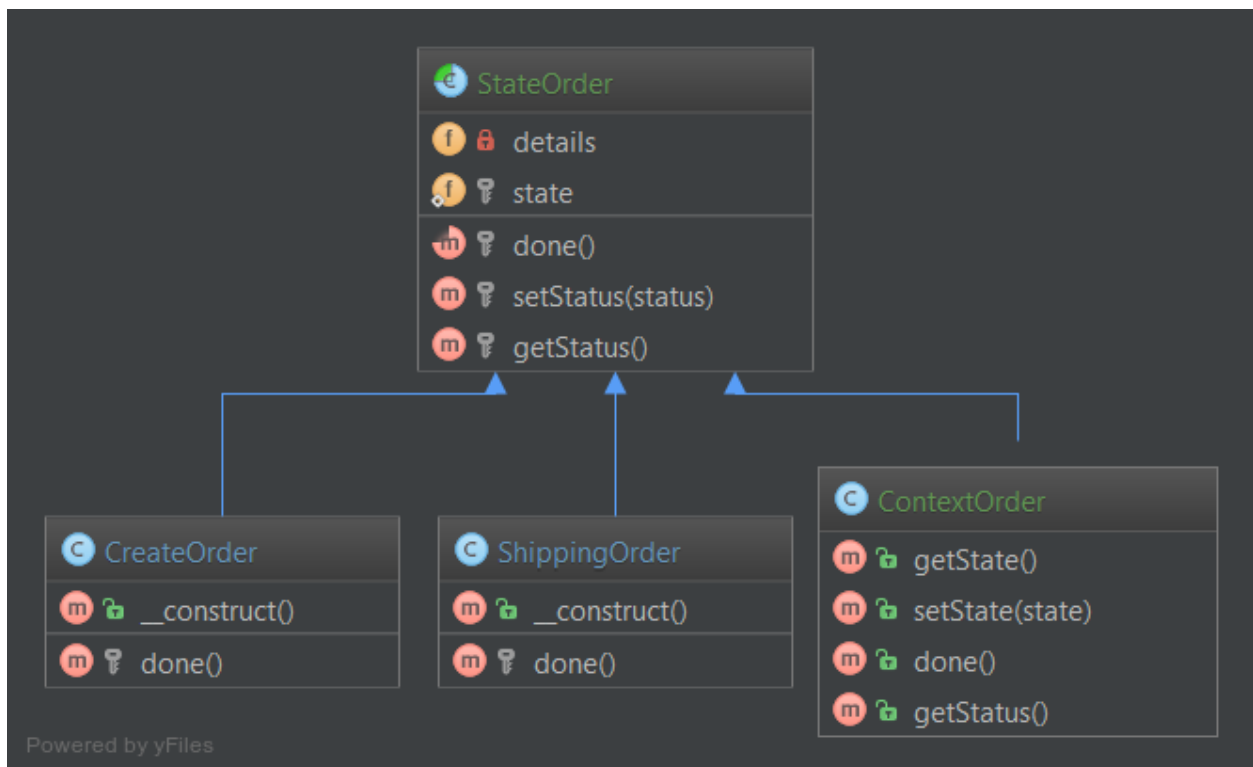 StateOrder
details
state
done()
setStatus(status)
getStatus()
CreateOrder
__construct()
done()
ShippingOrder
__construct()
done()
ContextOrder
getState()
setState(state)
done()
getStatus()
Powered by yFiles